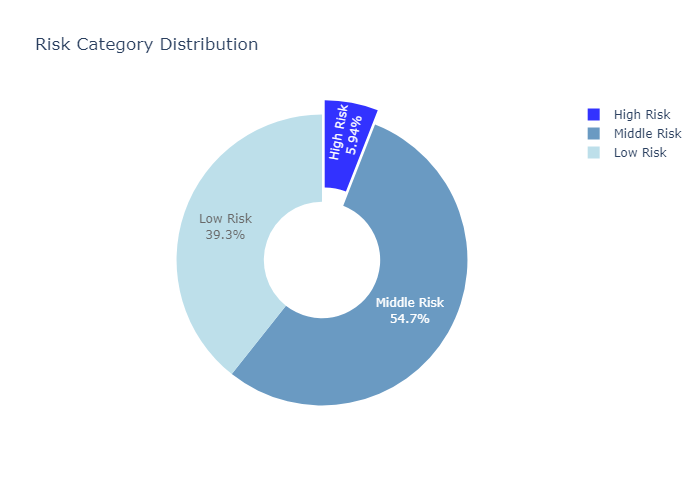 Risk Category Distribution
High Risk
5.94%
High Risk
Middle Risk
Low Risk
Low Risk
39.3%
Middle Risk
54.7%